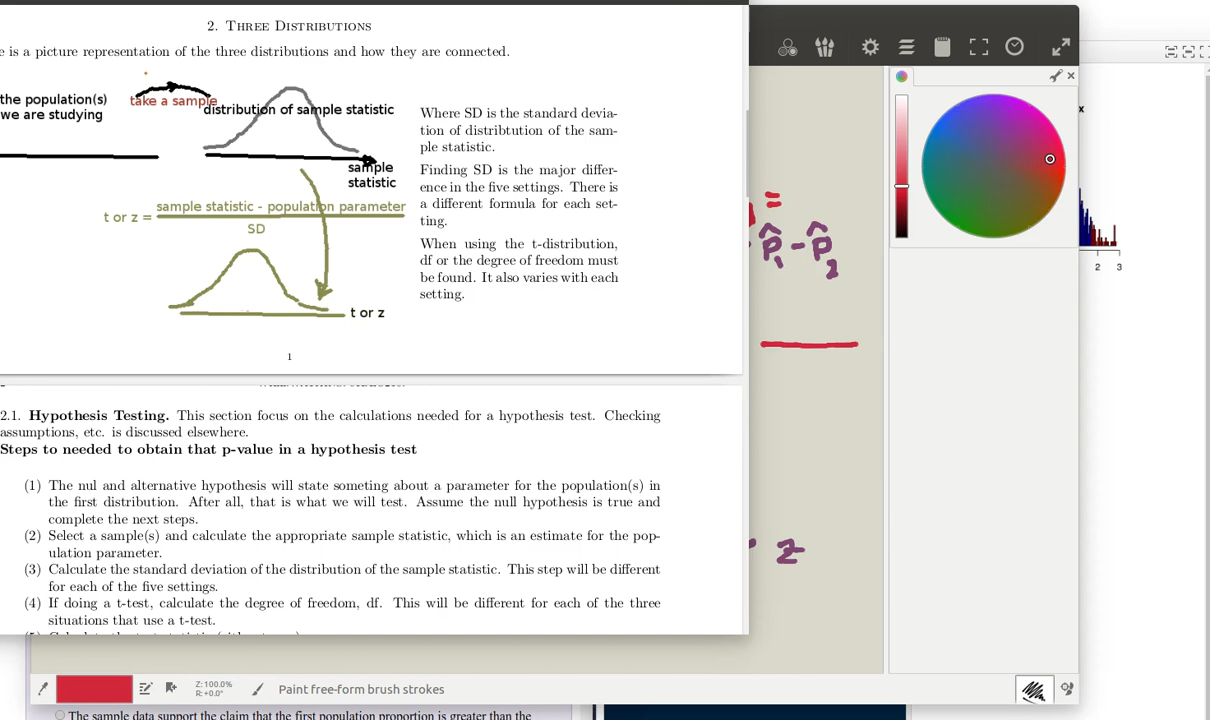 2. Three Distributions
e is a picture representation of the three distributions and how they are connected.
the population(s)
we are studying
take a sample
distribution of sample statistic
sample
statistic
t or z =
sample statistic - population parameter
SD
t or z
Where SD is the standard devia-
tion of distribtution of the sam-
ple statistic.
Finding SD is the major differ-
ence in the five settings. There is
a different formula for each set-
ting.
When using the t-distribution,
df or the degree of freedom must
be found. It also varies with each
setting.
1
2.1. Hypothesis Testing. This section focus on the calculations needed for a hypothesis test. Checking
assumptions, etc. is discussed elsewhere.
Steps to needed to obtain that p-value in a hypothesis test
(1) The nul and alternative hypothesis will state someting about a parameter for the population(s) in
the first distribution. After all, that is what we will test. Assume the null hypothesis is true and
complete the next steps.
(2) Select a sample(s) and calculate the appropriate sample statistic, which is an estimate for the pop-
ulation parameter.
(3) Calculate the standard deviation of the distribution of the sample statistic. This step will be different
for each of the five settings.
(4) If doing a t-test, calculate the degree of freedom, df. This will be different for each of the three
situations that use a t-test.
=
p̂₁ - p̂₂
z
x
2 3
Z: 100.0%
R: +0.0°
Paint free-form brush strokes
The sample data support the claim that the first population proportion is greater than the